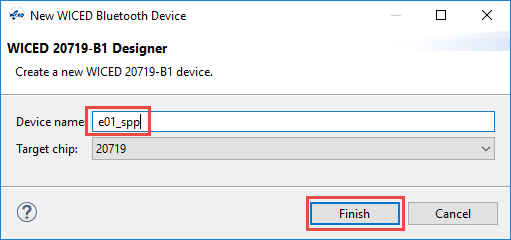 New WICED Bluetooth Device
WICED 20719-B1 Designer
Create a new WICED 20719-B1 device.
Device name: e01_spp
Target chip: 20719
? Finish Cancel